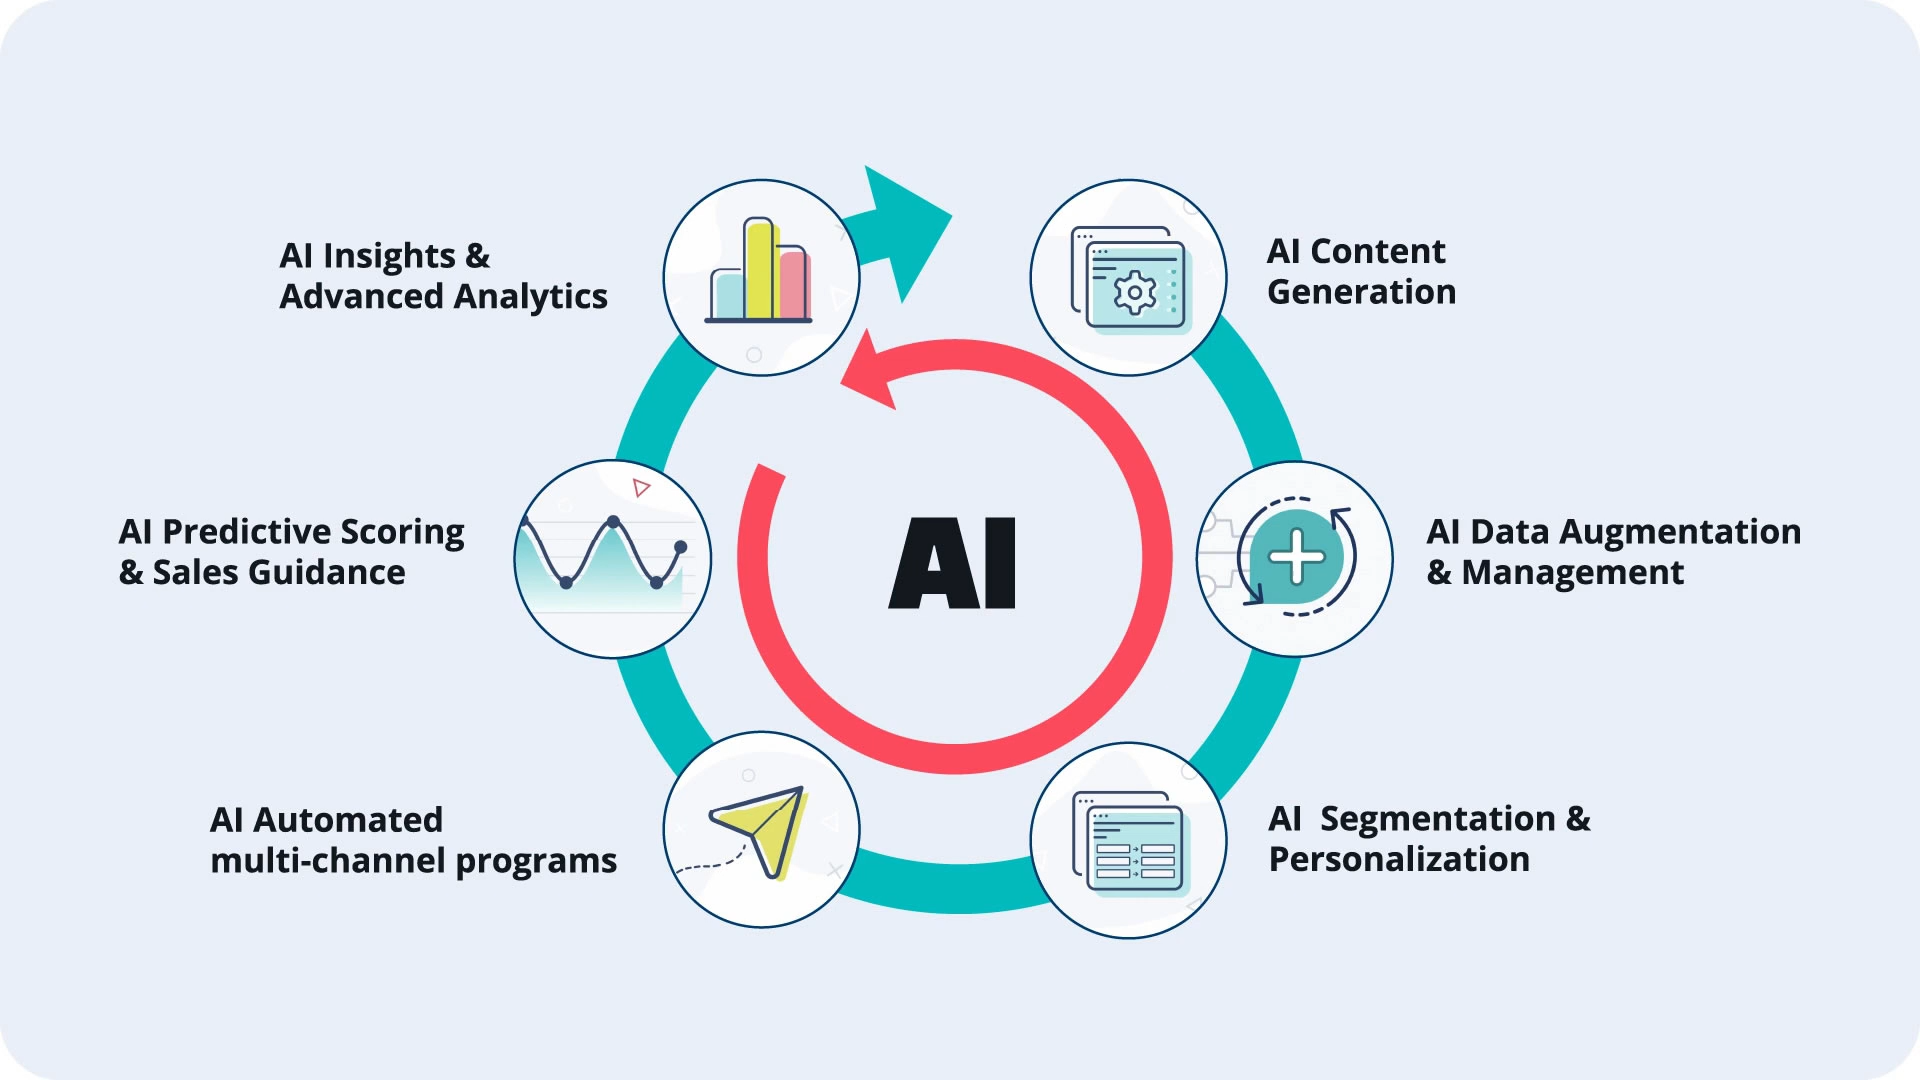 AI Insights &
Advanced Analytics
AI Content
Generation
AI Predictive Scoring
& Sales Guidance
AI
AI Data Augmentation
& Management
AI Automated
multi-channel programs
AI  Segmentation &
Personalization